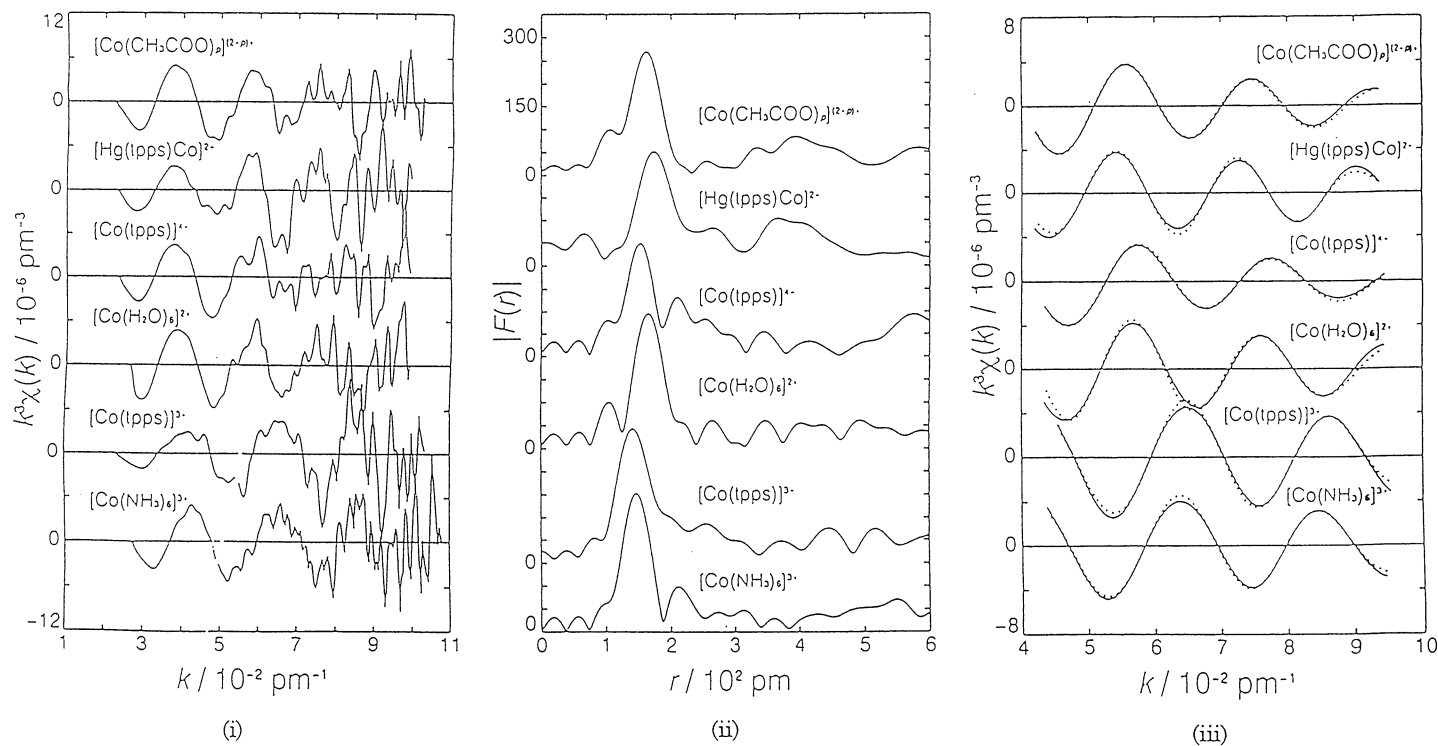 12
0
0
0
0
0
0
-12
k³χ(k) / 10⁻⁶ pm⁻³
[Co(CH₃COO)ₚ]⁽²⁻ᵖ⁾⁺
[Hg(tpps)Co]²⁻
[Co(tpps)]⁴⁻
[Co(H₂O)₆]²⁺
[Co(tpps)]³⁻
[Co(NH₃)₆]³⁺
1 3 5 7 9 11
k / 10⁻² pm⁻¹
(i)
300
150
0
0
0
0
0
0
|F(r)|
[Co(CH₃COO)ₚ]⁽²⁻ᵖ⁾⁺
[Hg(tpps)Co]²⁻
[Co(tpps)]⁴⁻
[Co(H₂O)₆]²⁺
[Co(tpps)]³⁻
[Co(NH₃)₆]³⁺
0 1 2 3 4 5 6
r / 10² pm
(ii)
8
0
0
0
0
0
0
-8
k³χ(k) / 10⁻⁶ pm⁻³
[Co(CH₃COO)ₚ]⁽²⁻ᵖ⁾⁺
[Hg(tpps)Co]²⁻
[Co(tpps)]⁴⁻
[Co(H₂O)₆]²⁺
[Co(tpps)]³⁻
[Co(NH₃)₆]³⁺
4 5 6 7 8 9 10
k / 10⁻² pm⁻¹
(iii)